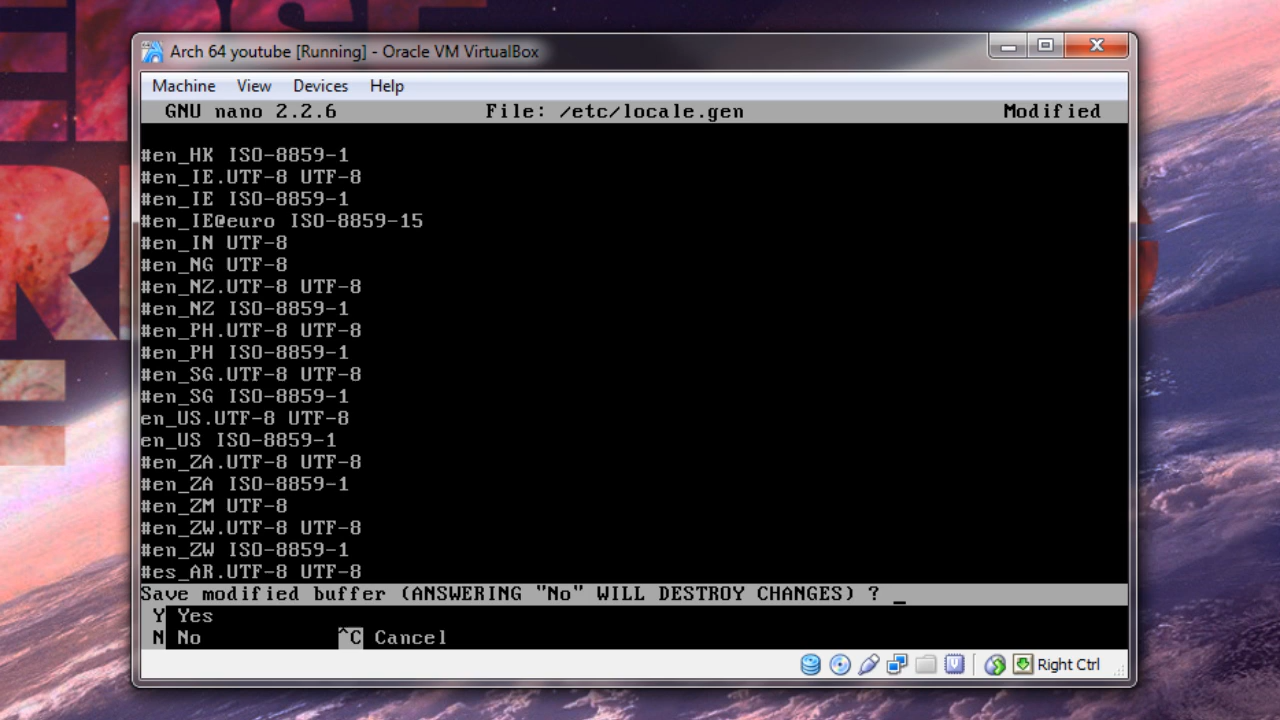 Arch 64 youtube [Running] - Oracle VM VirtualBox
Machine View Devices Help
GNU nano 2.2.6 File: /etc/locale.gen Modified
#en_HK ISO-8859-1
#en_IE.UTF-8 UTF-8
#en_IE ISO-8859-1
#en_IE@euro ISO-8859-15
#en_IN UTF-8
#en_NG UTF-8
#en_NZ.UTF-8 UTF-8
#en_NZ ISO-8859-1
#en_PH.UTF-8 UTF-8
#en_PH ISO-8859-1
#en_SG.UTF-8 UTF-8
#en_SG ISO-8859-1
en_US.UTF-8 UTF-8
en_US ISO-8859-1
#en_ZA.UTF-8 UTF-8
#en_ZA ISO-8859-1
#en_ZM UTF-8
#en_ZW.UTF-8 UTF-8
#en_ZW ISO-8859-1
#es_AR.UTF-8 UTF-8
Save modified buffer (ANSWERING "No" WILL DESTROY CHANGES) ? _
Y Yes
N No ^C Cancel
Right Ctrl